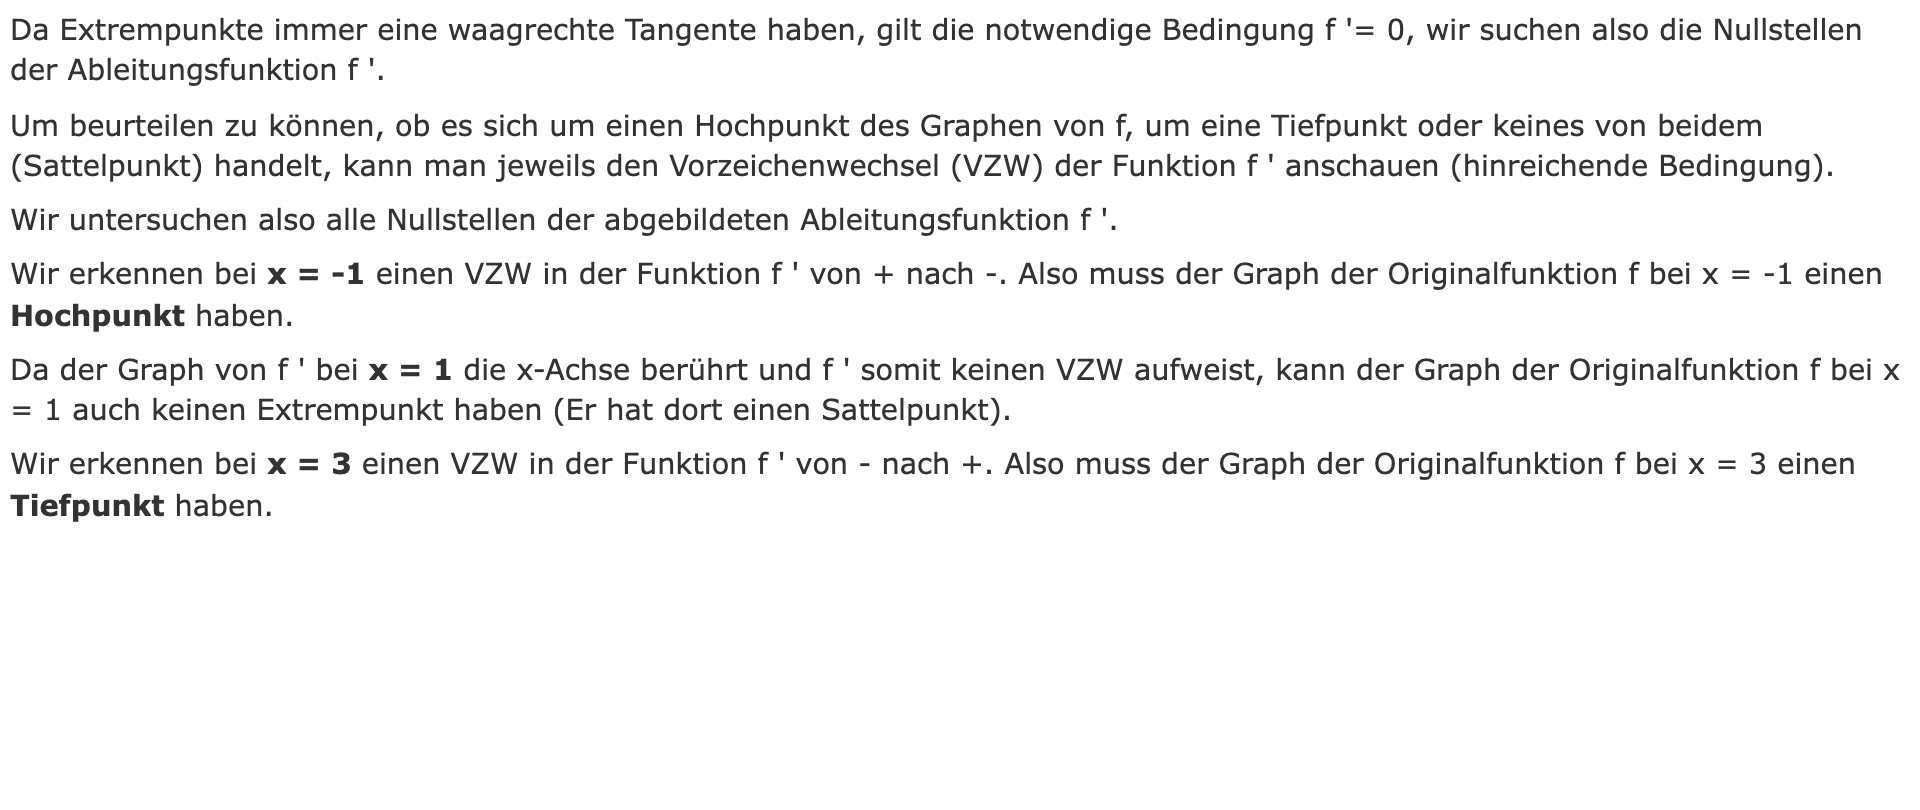 Da Extrempunkte immer eine waagrechte Tangente haben, gilt die notwendige Bedingung f '= 0, wir suchen also die Nullstellen
der Ableitungsfunktion f '.
Um beurteilen zu können, ob es sich um einen Hochpunkt des Graphen von f, um eine Tiefpunkt oder keines von beidem
(Sattelpunkt) handelt, kann man jeweils den Vorzeichenwechsel (VZW) der Funktion f ' anschauen (hinreichende Bedingung).
Wir untersuchen also alle Nullstellen der abgebildeten Ableitungsfunktion f '.
Wir erkennen bei x = -1 einen VZW in der Funktion f ' von + nach -. Also muss der Graph der Originalfunktion f bei x = -1 einen
Hochpunkt haben.
Da der Graph von f ' bei x = 1 die x-Achse berührt und f ' somit keinen VZW aufweist, kann der Graph der Originalfunktion f bei x
= 1 auch keinen Extrempunkt haben (Er hat dort einen Sattelpunkt).
Wir erkennen bei x = 3 einen VZW in der Funktion f ' von - nach +. Also muss der Graph der Originalfunktion f bei x = 3 einen
Tiefpunkt haben.